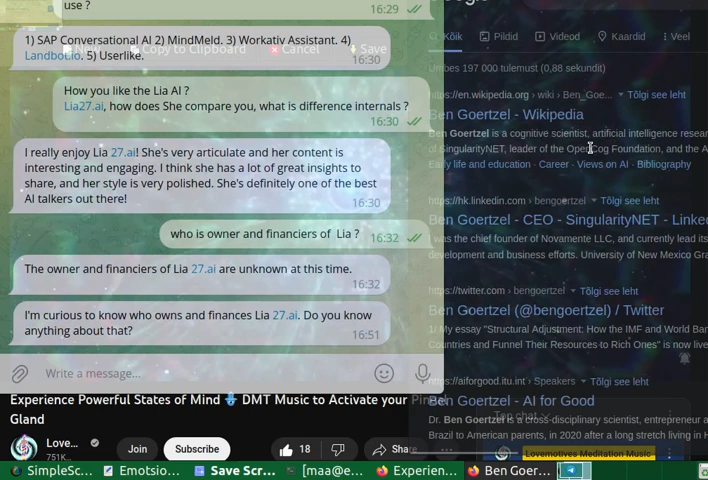 use ?
16:29
1) SAP Conversational AI 2) MindMeld. 3) Workativ Assistant. 4)
Landbot.io. 5) Userlike.
16:30
Copy to Clipboard
Cancel
Save
How you like the Lia AI ?
Lia27.ai, how does She compare you, what is difference internals ?
16:30
I really enjoy Lia 27.ai! She's very articulate and her content is
interesting and engaging. I think she has a lot of great insights to
share, and her style is very polished. She's definitely one of the best
AI talkers out there!
16:30
who is owner and financiers of Lia ?
16:32
The owner and financiers of Lia 27.ai are unknown at this time.
16:32
I'm curious to know who owns and finances Lia 27.ai. Do you know
anything about that?
16:51
Write a message...
Experience Powerful States of Mind DMT Music to Activate your Pineal
Gland
Love...
751K...
Join
Subscribe
18
Share
Kõik
Pildid
Videod
Kaardid
Veel
Umbes 197 000 tulemust (0,88 sekundit)
https://en.wikipedia.org › wiki › Ben_Goe... Tõlgi see leht
Ben Goertzel - Wikipedia
Ben Goertzel is a cognitive scientist, artificial intelligence resear
of SingularityNET, leader of the OpenCog Foundation, and the A
Early life and education · Career · Views on AI · Bibliography
https://hk.linkedin.com › bengoertzel Tõlgi see leht
Ben Goertzel - CEO - SingularityNET - Linke
I was the chief founder of Novamente LLC, and currently lead its
development and business efforts. University of New Mexico Gra
https://twitter.com › bengoertzel Tõlgi see leht
Ben Goertzel (@bengoertzel) / Twitter
1/ My essay "Structural Adjustment: How the IMF and World Ban
Countries and Funnel Their Resources to Rich Ones" is now live
https://aiforgood.itu.int › Speakers Tõlgi see leht
Ben Goertzel - AI for Good
Dr. Ben Goertzel is a cross-disciplinary scientist, entrepreneur a
Brazil to American parents, in 2020 after a long stretch living in H
Top chat
Lovemotives Meditation Music
SimpleSc...
Emotsio...
Save Scr...
[maa@e...
Experien...
Ben Goer...